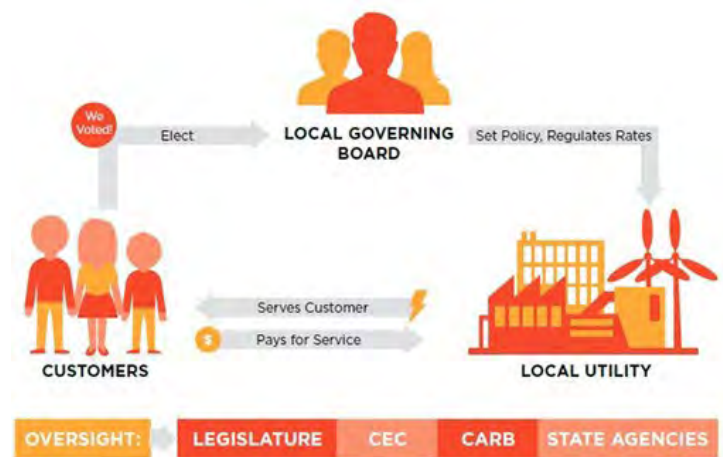 We
Voted!
Elect
LOCAL GOVERNING
BOARD
Set Policy, Regulates Rates
Serves Customer
$
Pays for Service
CUSTOMERS
LOCAL UTILITY
OVERSIGHT:
LEGISLATURE
CEC
CARB
STATE AGENCIES